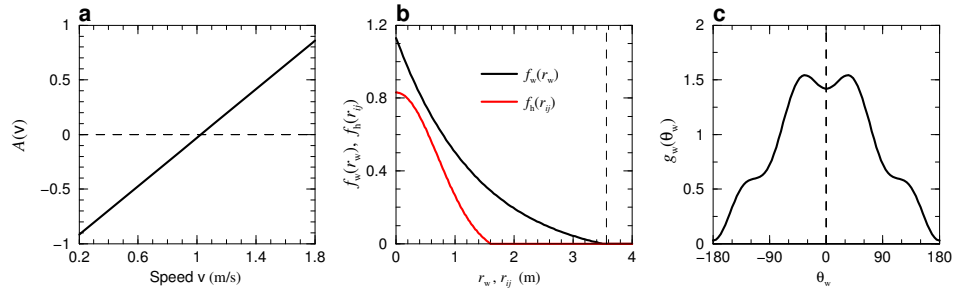 a
A(v)
1
0.5
0
−0.5
−1
0.2
0.6
1
1.4
1.8
Speed v (m/s)
b
f_w(r_w), f_h(r_ij)
1.2
0.8
0.4
0
f_w(r_w)
f_h(r_ij)
0
1
2
3
4
r_w, r_ij (m)
c
g_w(θ_w)
2
1.5
1
0.5
0
−180
−90
0
90
180
θ_w